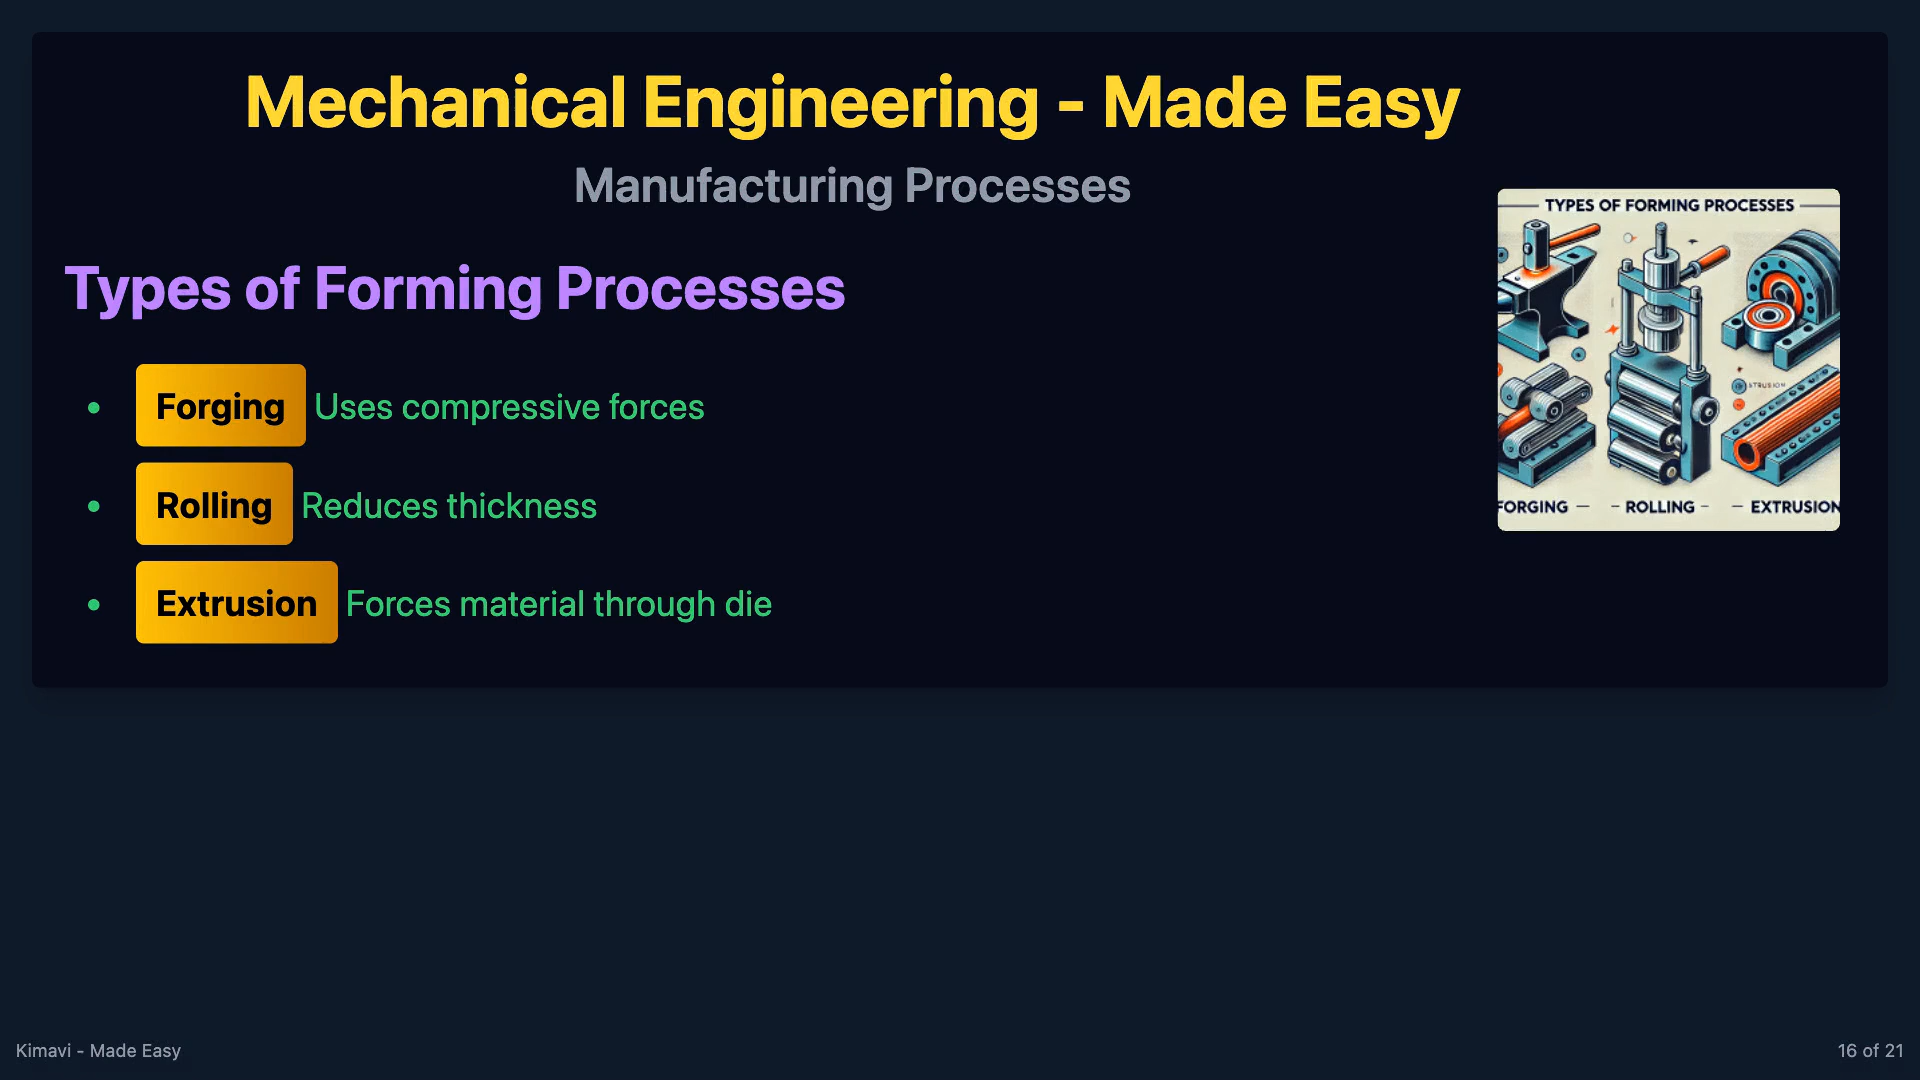 Mechanical Engineering - Made Easy
Manufacturing Processes
Types of Forming Processes
• Forging Uses compressive forces
• Rolling Reduces thickness
• Extrusion Forces material through die
TYPES OF FORMING PROCESSES
STRUSION
FORGING – – ROLLING – – EXTRUSION
Kimavi - Made Easy
16 of 21